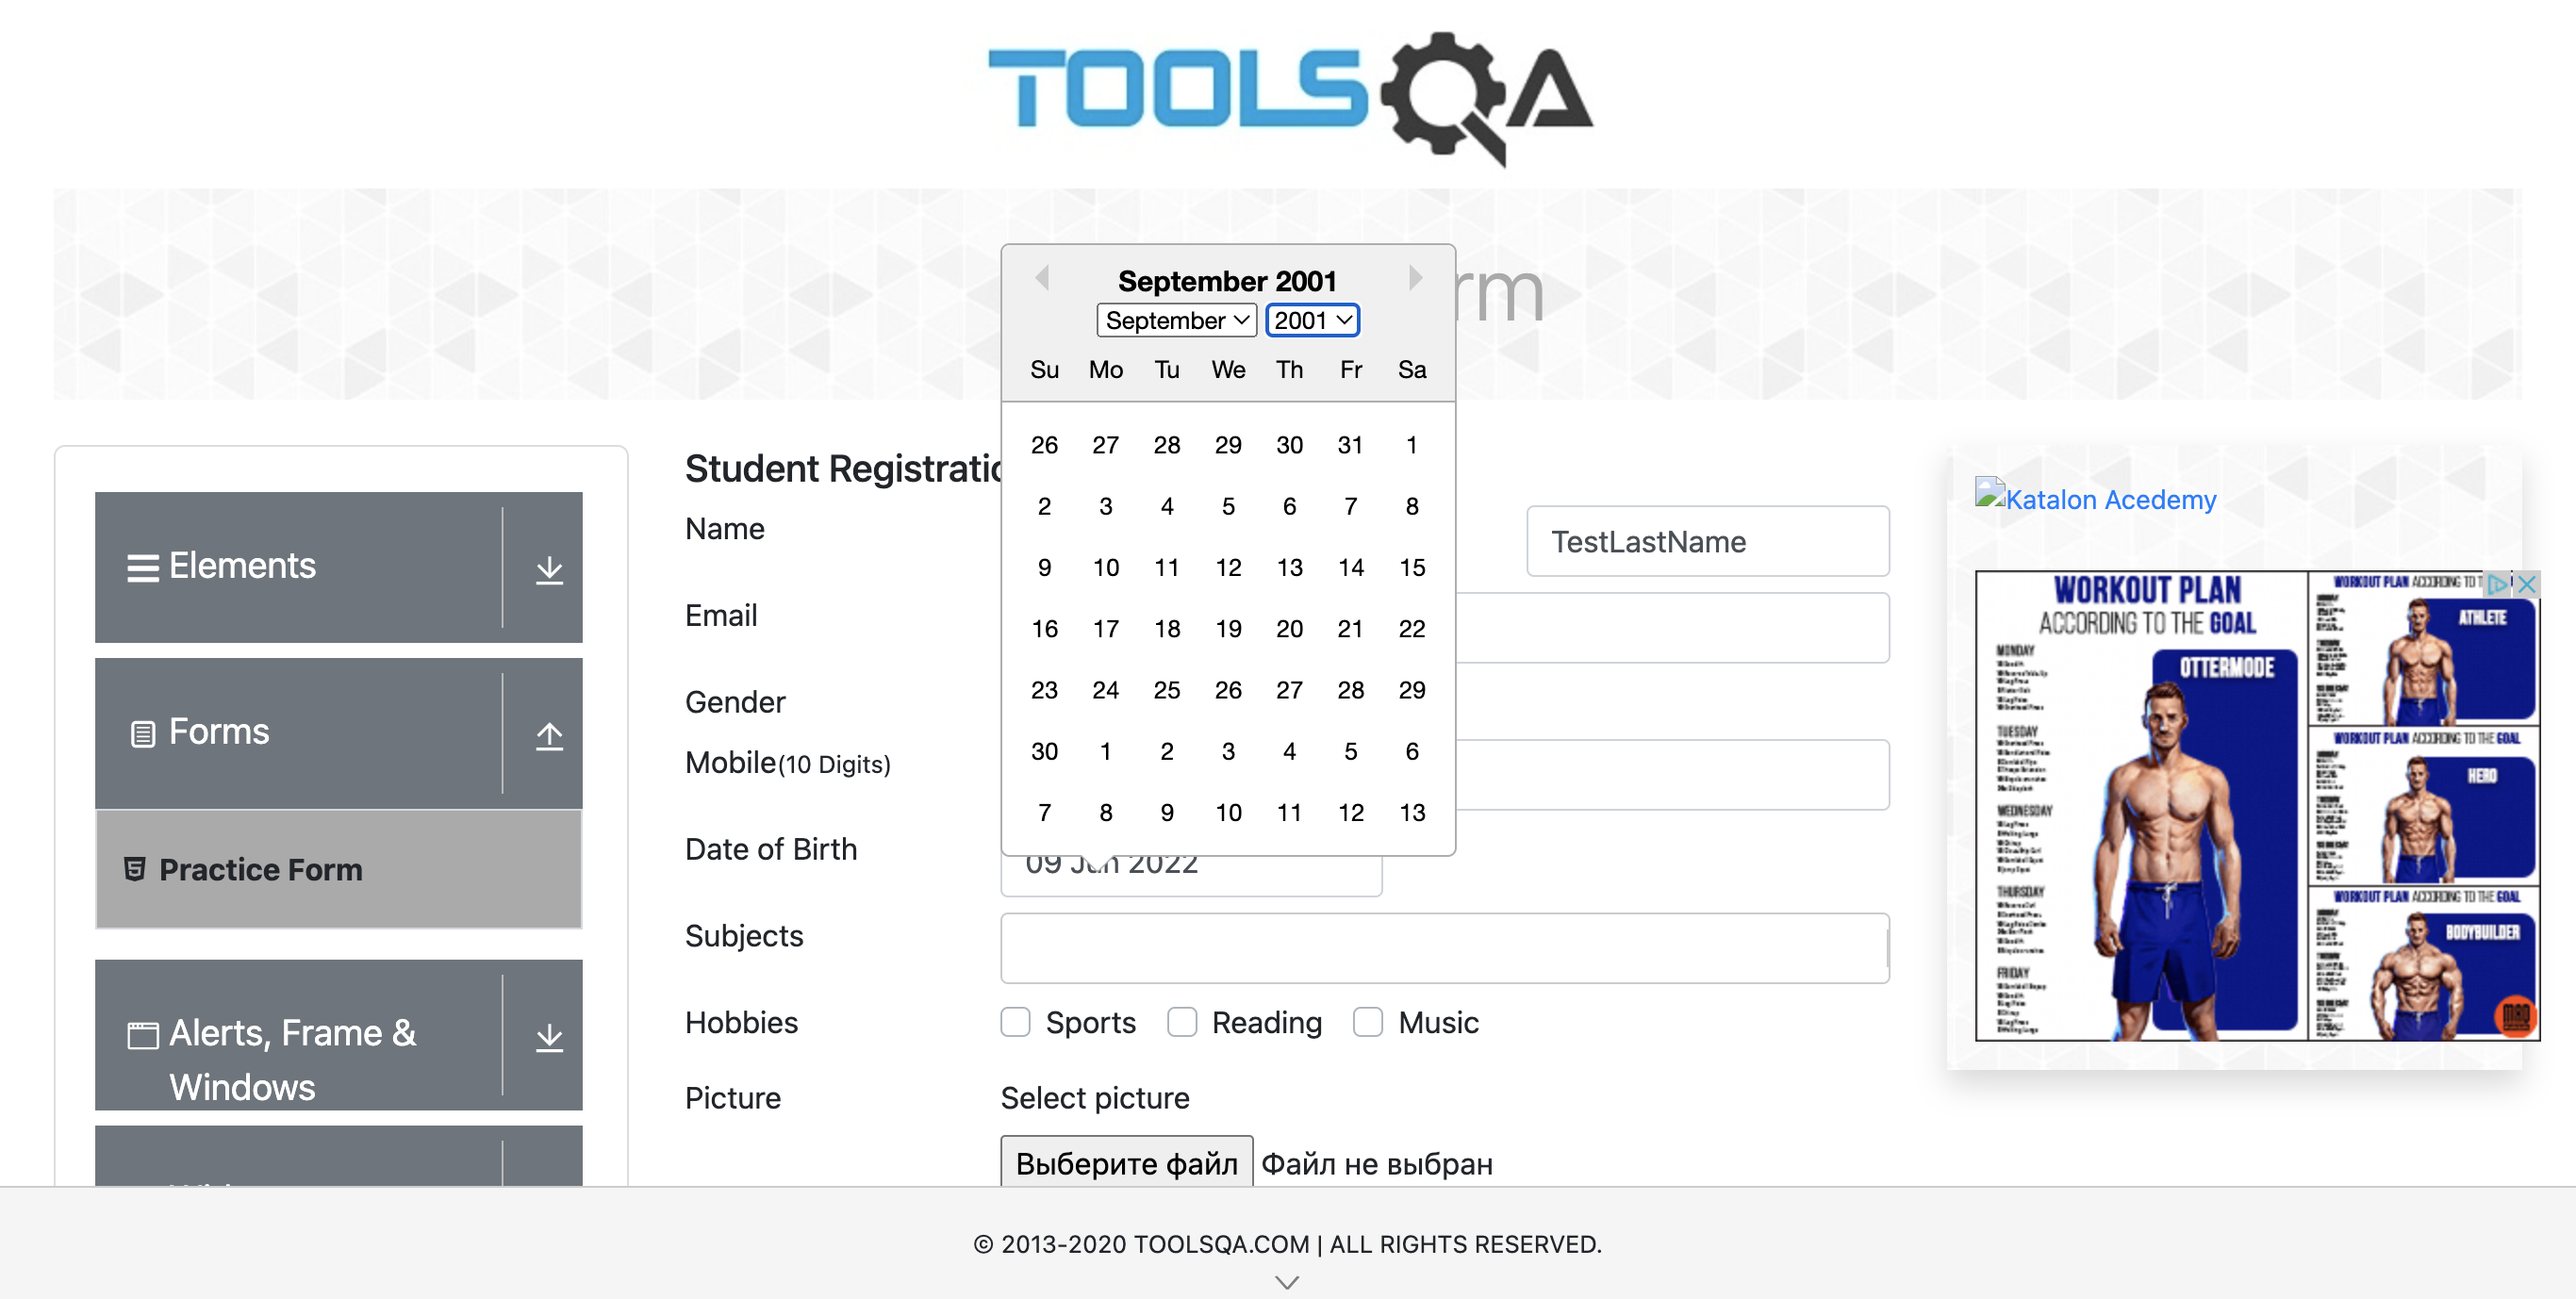 TOOLSQA
rm
September 2001
September 2001
Su Mo Tu We Th Fr Sa
26 27 28 29 30 31 1
2 3 4 5 6 7 8
9 10 11 12 13 14 15
16 17 18 19 20 21 22
23 24 25 26 27 28 29
30 1 2 3 4 5 6
7 8 9 10 11 12 13
Elements
Forms
Practice Form
Alerts, Frame &
Windows
Student Registratio
Name
TestLastName
Email
Gender
Mobile(10 Digits)
Date of Birth
09 Jun 2022
Subjects
Hobbies
Sports Reading Music
Picture
Select picture
Выберите файл Файл не выбран
Katalon Acedemy
WORKOUT PLAN
ACCORDING TO THE GOAL
MONDAY
TUESDAY
WEDNESDAY
THURSDAY
FRIDAY
OTTERMODE
WORKOUT PLAN ACCORDING TO T
ATHLETE
WORKOUT PLAN ACCORDING TO THE GOAL
HERO
WORKOUT PLAN ACCORDING TO THE GOAL
BODYBUILDER
© 2013-2020 TOOLSQA.COM | ALL RIGHTS RESERVED.